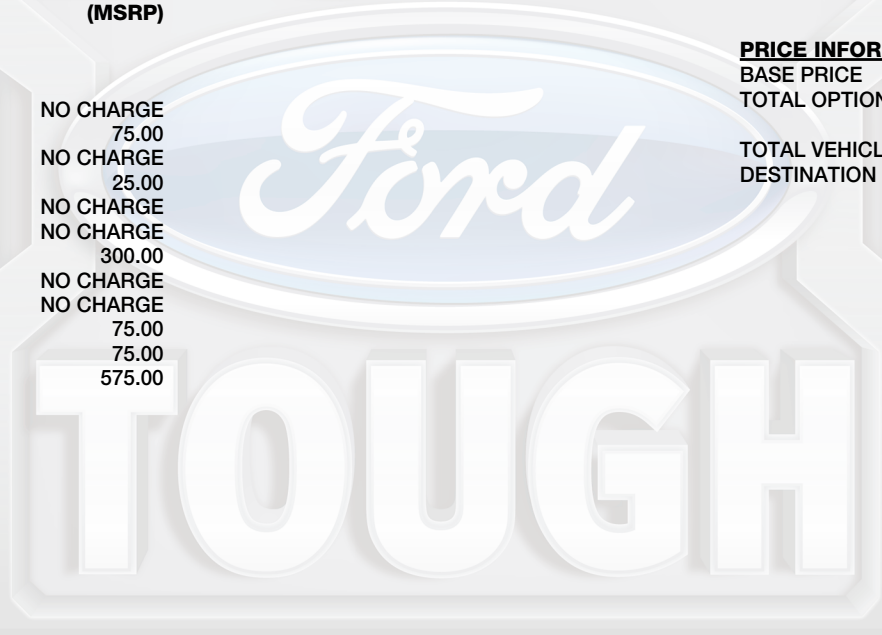 (MSRP)
NO CHARGE
75.00
NO CHARGE
25.00
NO CHARGE
NO CHARGE
300.00
NO CHARGE
NO CHARGE
75.00
75.00
575.00
PRICE INFOR
BASE PRICE
TOTAL OPTION
TOTAL VEHICL
DESTINATION
Ford
TOUGH